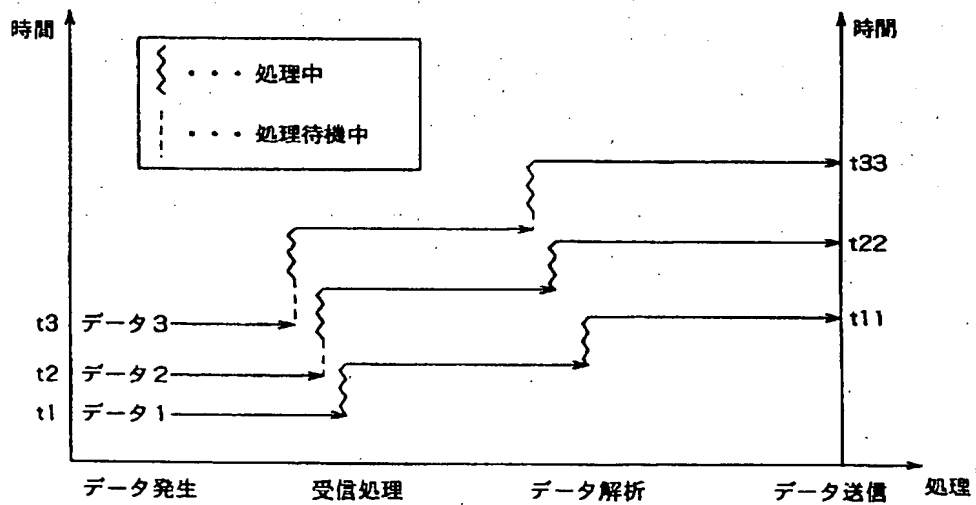 時間
時間
・・・処理中
・・・処理待機中
t33
t22
t11
t3 データ3
t2 データ2
t1 データ1
データ発生 受信処理 データ解析 データ送信 処理